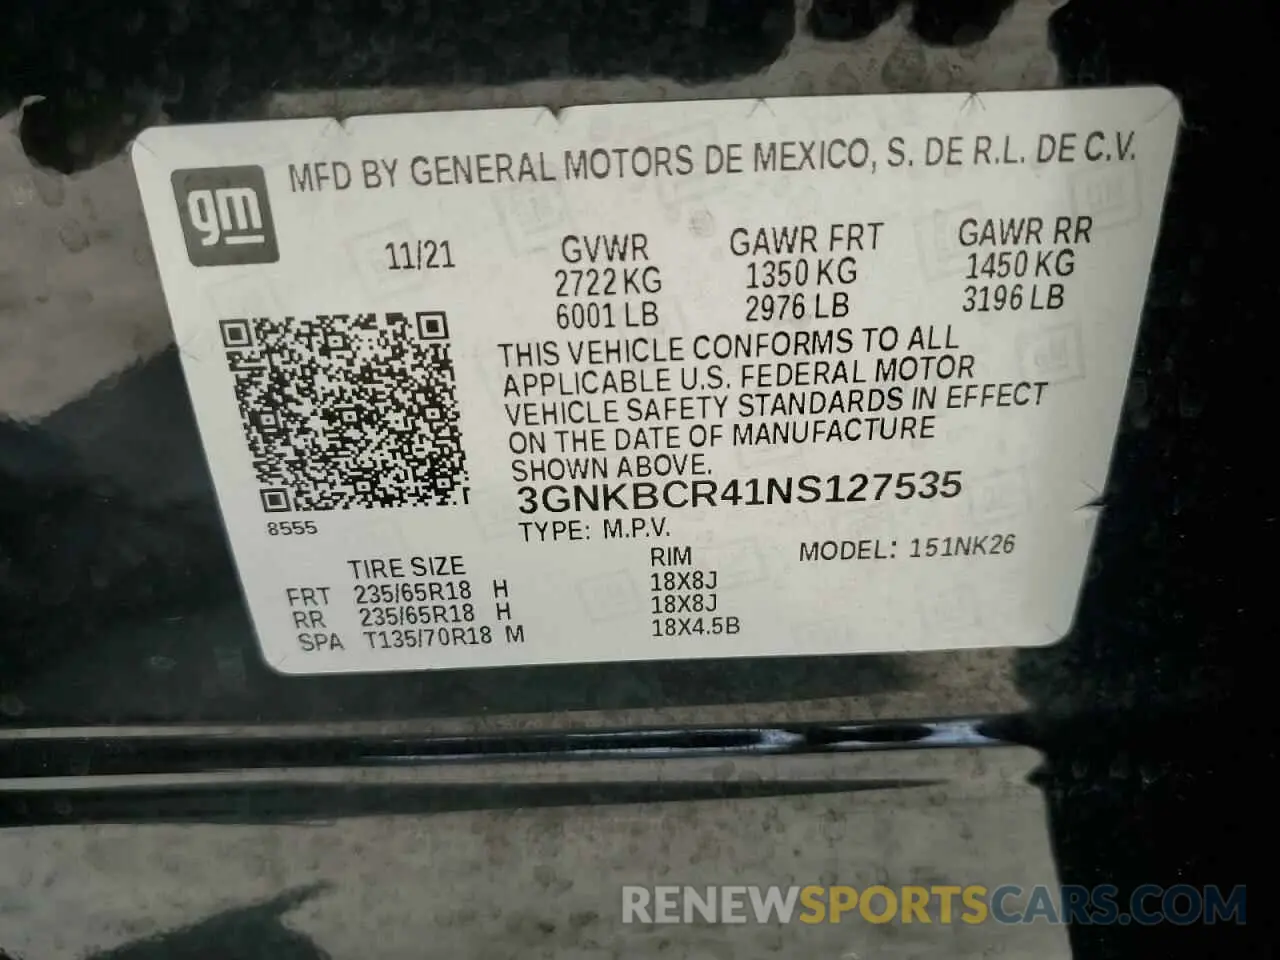 gm
MFD BY GENERAL MOTORS DE MEXICO, S. DE R.L. DE C.V.
11/21 GVWR GAWR FRT GAWR RR
2722 KG 1350 KG 1450 KG
6001 LB 2976 LB 3196 LB
THIS VEHICLE CONFORMS TO ALL
APPLICABLE U.S. FEDERAL MOTOR
VEHICLE SAFETY STANDARDS IN EFFECT
ON THE DATE OF MANUFACTURE
SHOWN ABOVE.
3GNKBCR41NS127535
8555
TYPE: M.P.V.
MODEL: 151NK26
TIRE SIZE RIM
FRT 235/65R18 H 18X8J
RR 235/65R18 H 18X8J
SPA T135/70R18 M 18X4.5B
RENEWSPORTSCARS.COM